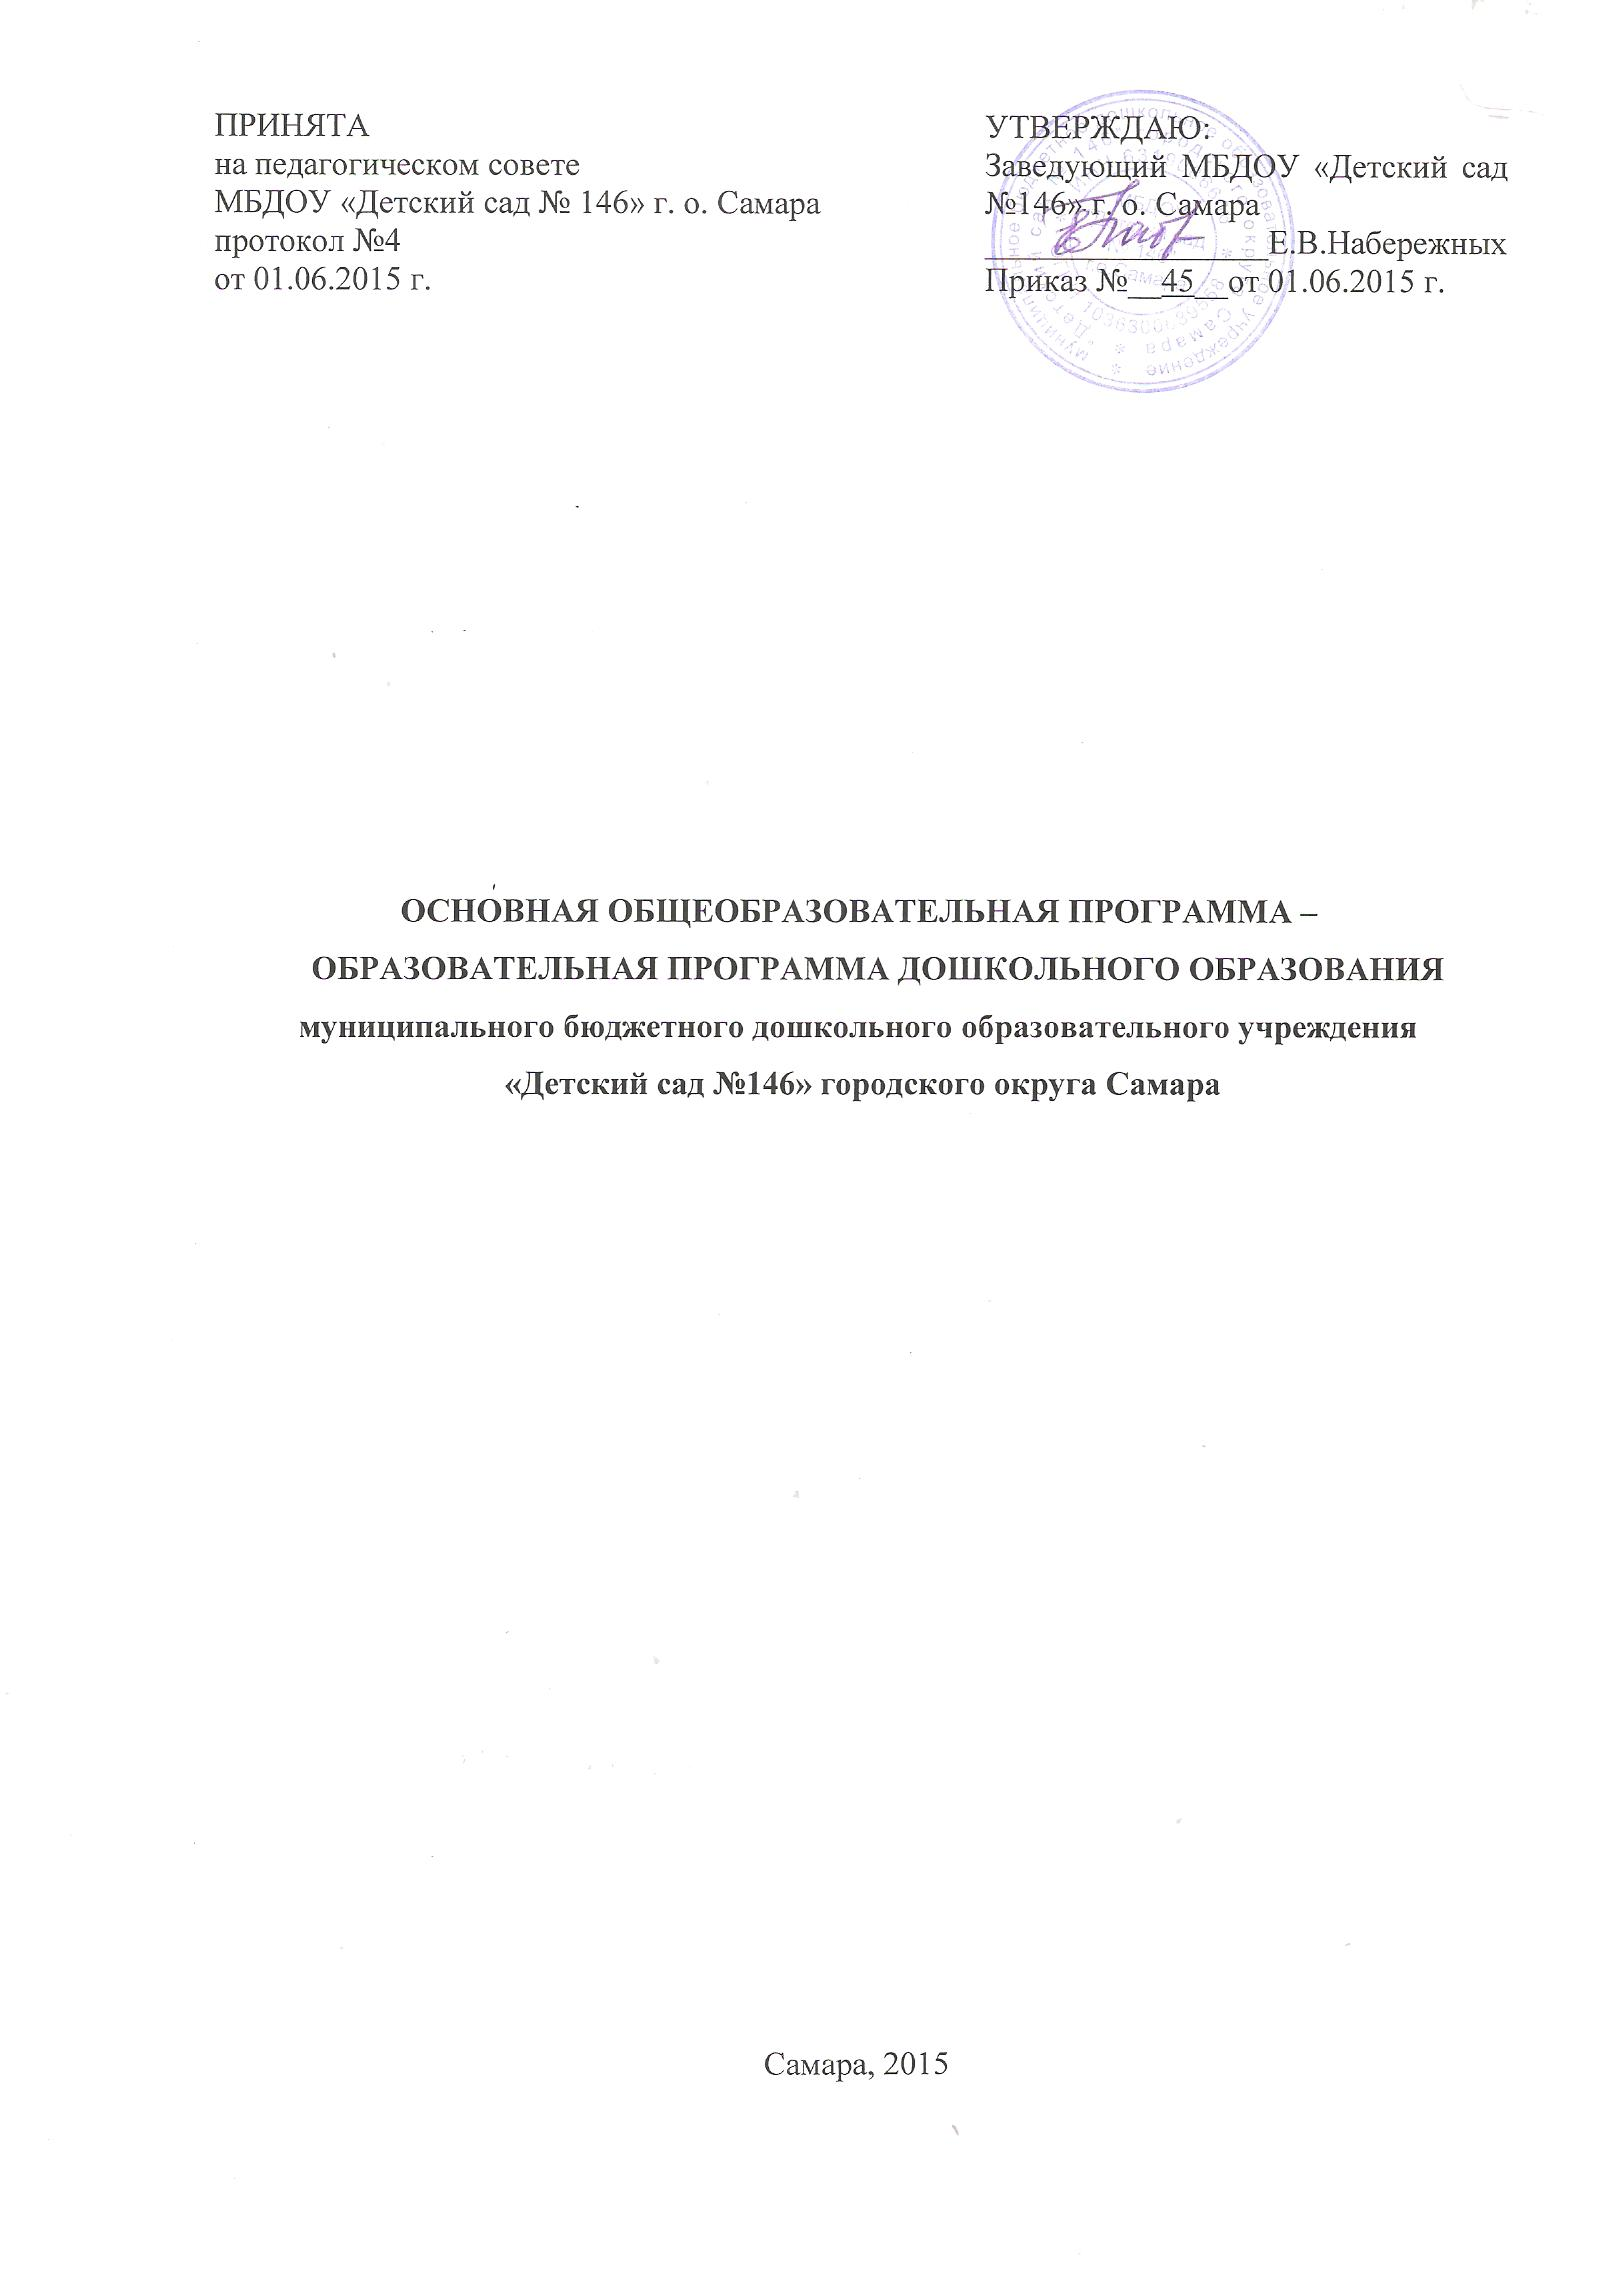 ПРИНЯТА
на педагогическом совете
МБДОУ «Детский сад № 146» г. о. Самара
протокол №4
от 01.06.2015 г.
УТВЕРЖДАЮ:
Заведующий МБДОУ «Детский сад
№146» г. о. Самара
_________________Е.В.Набережных
Приказ №__45__от 01.06.2015 г.
ОСНОВНАЯ ОБЩЕОБРАЗОВАТЕЛЬНАЯ ПРОГРАММА –
ОБРАЗОВАТЕЛЬНАЯ ПРОГРАММА ДОШКОЛЬНОГО ОБРАЗОВАНИЯ
муниципального бюджетного дошкольного образовательного учреждения
«Детский сад №146» городского округа Самара
Самара, 2015